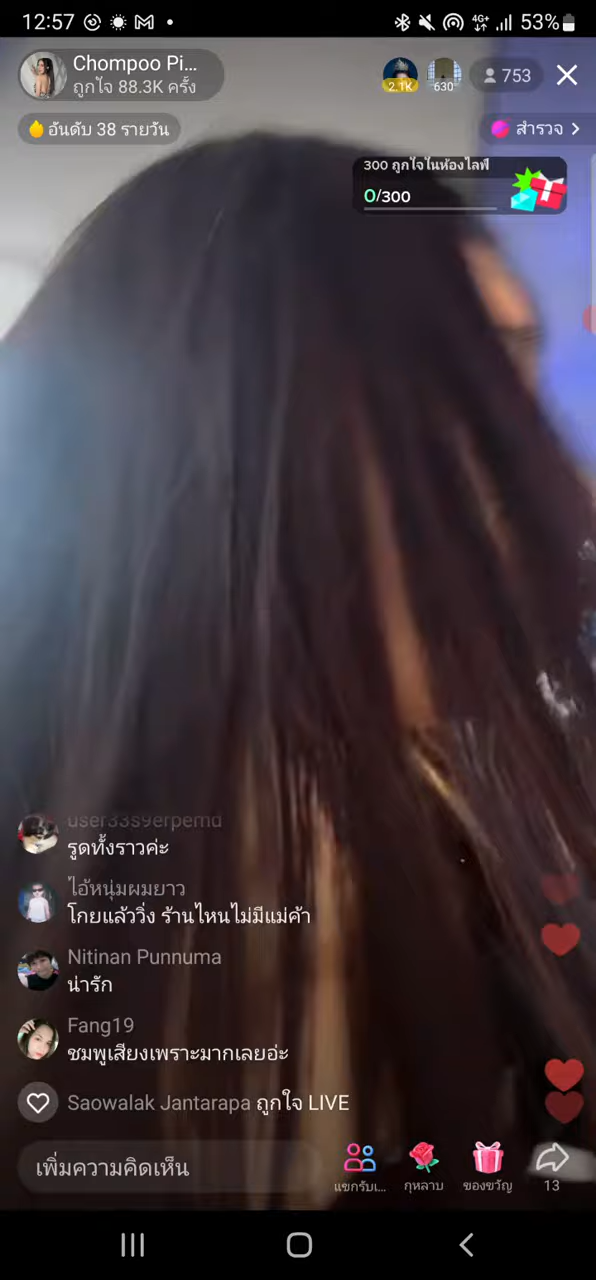 12:57
4G+
53%
Chompoo Pi...
ถูกใจ 88.3K ครั้ง
2.1K
630
753
อันดับ 38 รายวัน
สำรวจ
300 ถูกใจในห้องไลฟ์
0/300
user33s9erpemd
รูดทั้งราวค่ะ
ไอ้หนุ่มผมยาว
โกยแล้ววิ่ง ร้านไหนไม่มีแม่ค้า
Nitinan Punnuma
น่ารัก
Fang19
ชมพูเสียงเพราะมากเลยอ่ะ
Saowalak Jantarapa ถูกใจ LIVE
เพิ่มความคิดเห็น
แขกรับเ...
กุหลาบ
ของขวัญ
13